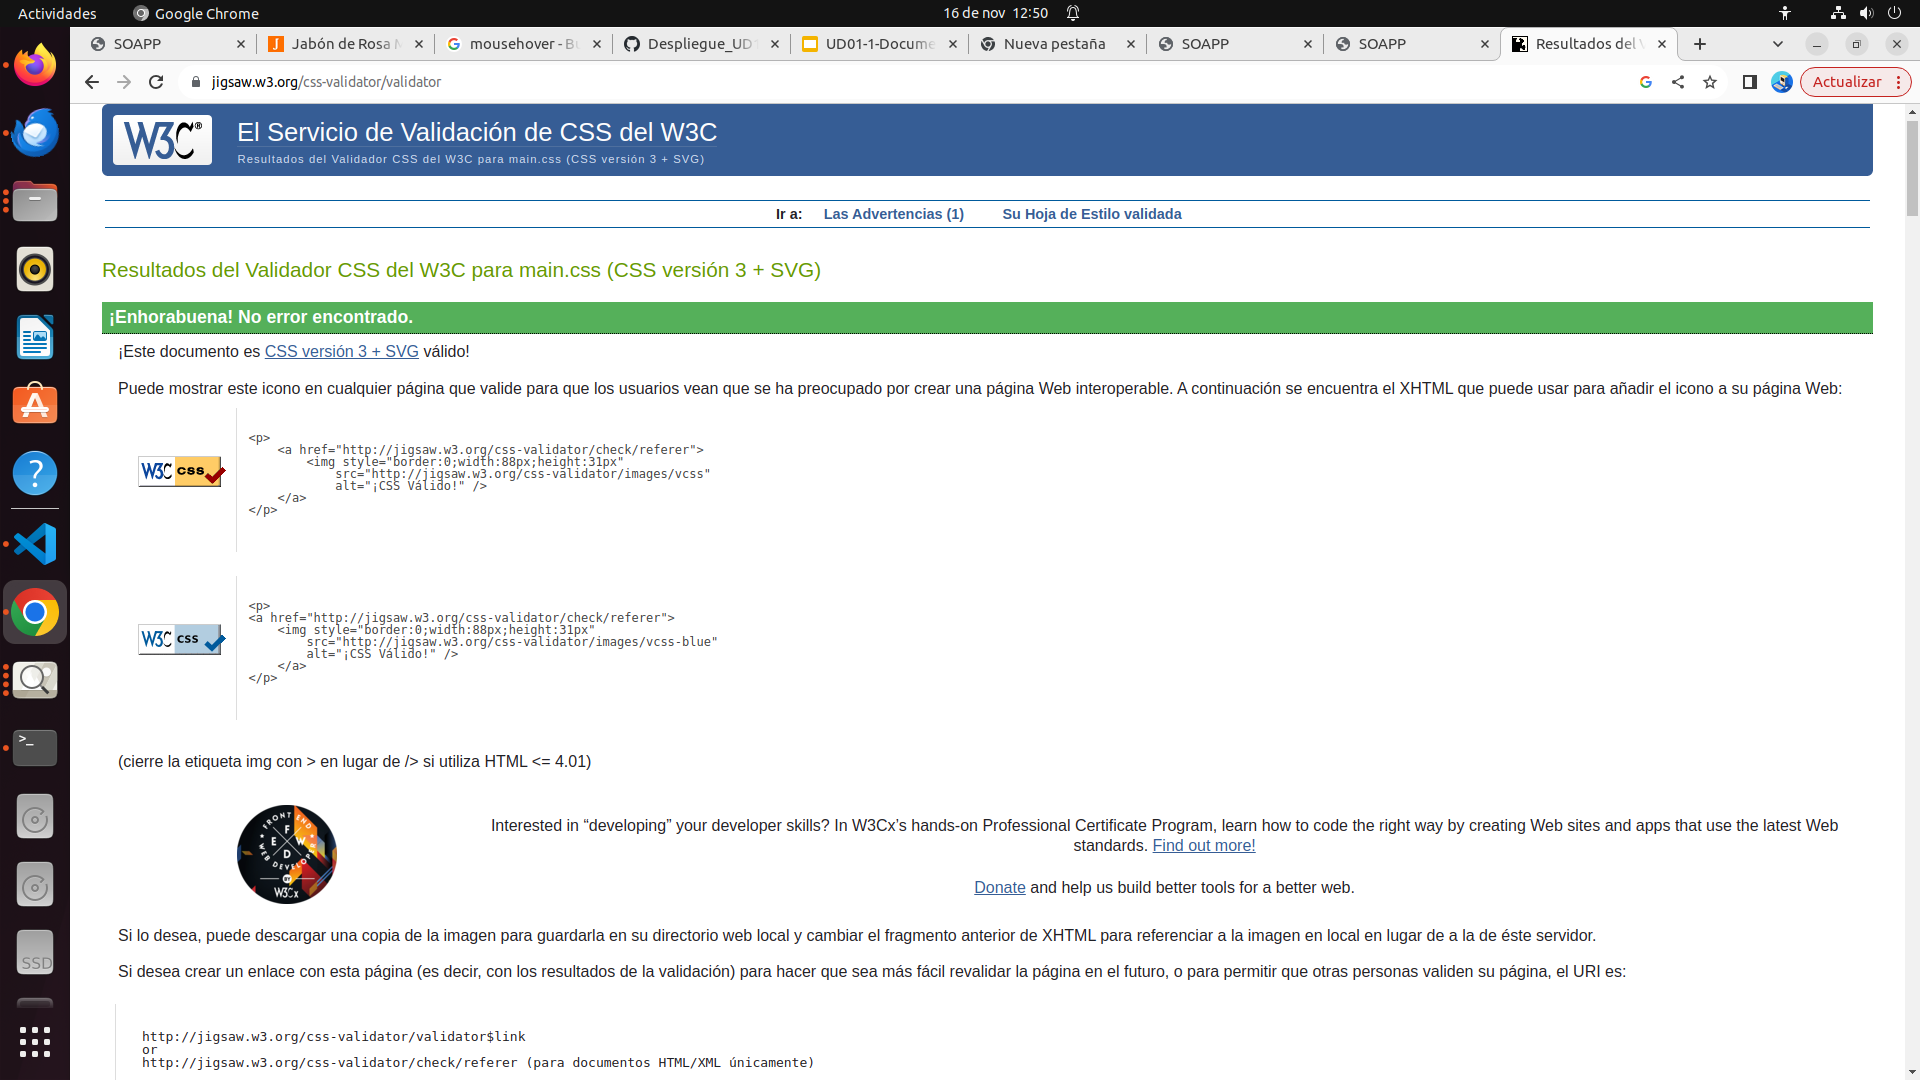 Actividades
Google Chrome
16 de nov 12:50
SOAPP
Jabón de Rosa M
mousehover - Bu
Despliegue_UD1
UD01-1-Docume
Nueva pestaña
SOAPP
SOAPP
Resultados del V
jigsaw.w3.org/css-validator/validator
Actualizar
W3C®
El Servicio de Validación de CSS del W3C
Resultados del Validador CSS del W3C para main.css (CSS versión 3 + SVG)
Ir a: Las Advertencias (1) Su Hoja de Estilo validada
Resultados del Validador CSS del W3C para main.css (CSS versión 3 + SVG)
¡Enhorabuena! No error encontrado.
¡Este documento es CSS versión 3 + SVG válido!
Puede mostrar este icono en cualquier página que valide para que los usuarios vean que se ha preocupado por crear una página Web interoperable. A continuación se encuentra el XHTML que puede usar para añadir el icono a su página Web:
W3C css
<p>
<a href="http://jigsaw.w3.org/css-validator/check/referer">
<img style="border:0;width:88px;height:31px"
src="http://jigsaw.w3.org/css-validator/images/vcss"
alt="¡CSS Válido!" />
</a>
</p>
W3C css
<p>
<a href="http://jigsaw.w3.org/css-validator/check/referer">
<img style="border:0;width:88px;height:31px"
src="http://jigsaw.w3.org/css-validator/images/vcss-blue"
alt="¡CSS Válido!" />
</a>
</p>
(cierre la etiqueta img con > en lugar de /> si utiliza HTML <= 4.01)
FRONT END
F
E W
D
WEB DEVELOPER
BY
W3Cx
Interested in “developing” your developer skills? In W3Cx’s hands-on Professional Certificate Program, learn how to code the right way by creating Web sites and apps that use the latest Web
standards. Find out more!
Donate and help us build better tools for a better web.
Si lo desea, puede descargar una copia de la imagen para guardarla en su directorio web local y cambiar el fragmento anterior de XHTML para referenciar a la imagen en local en lugar de a la de éste servidor.
Si desea crear un enlace con esta página (es decir, con los resultados de la validación) para hacer que sea más fácil revalidar la página en el futuro, o para permitir que otras personas validen su página, el URI es:
http://jigsaw.w3.org/css-validator/validator$link
or
http://jigsaw.w3.org/css-validator/check/referer (para documentos HTML/XML únicamente)
SSD